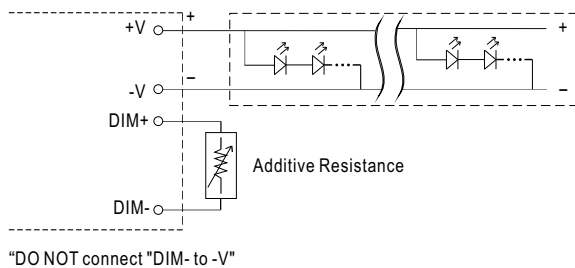 +
+V
+
−
-V
−
DIM+
Additive Resistance
DIM-
“DO NOT connect "DIM- to -V"